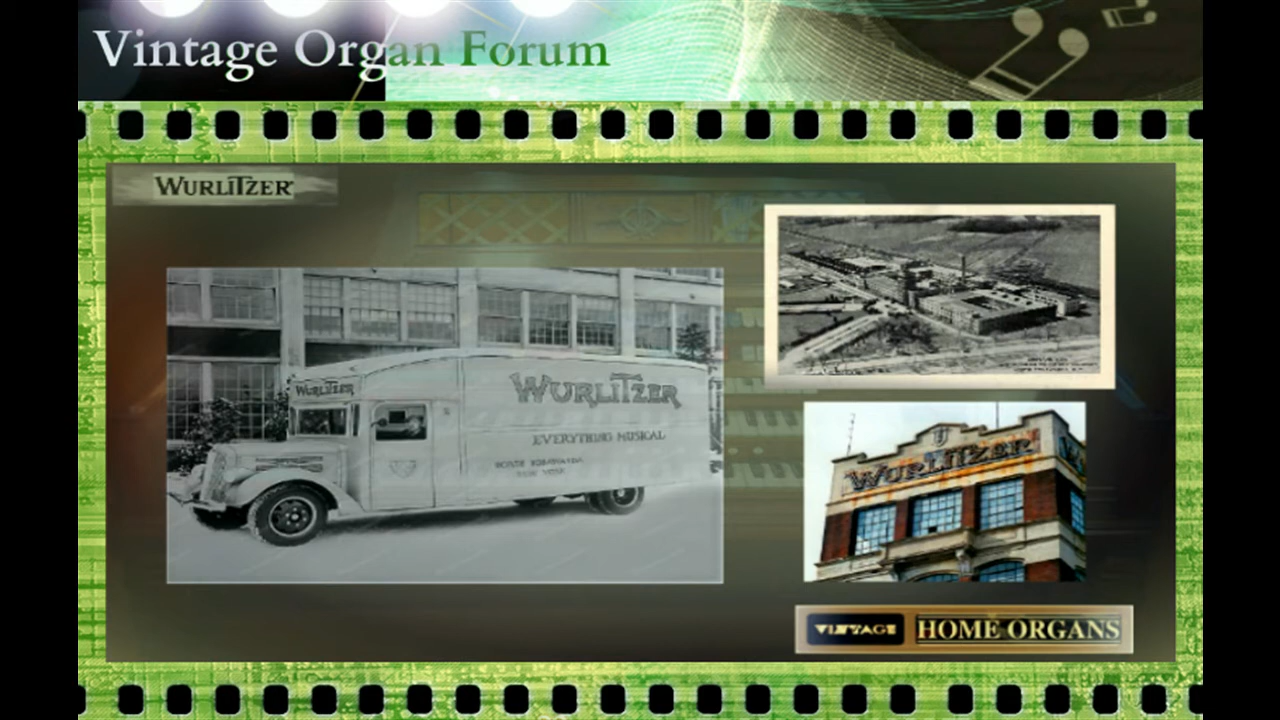 Vintage Organ Forum
WURLITZER
WURLITZER
WURLITZER
EVERYTHING MUSICAL
NORTH TONAWANDA
NEW YORK
WURLITZER
VINTAGE HOME ORGANS